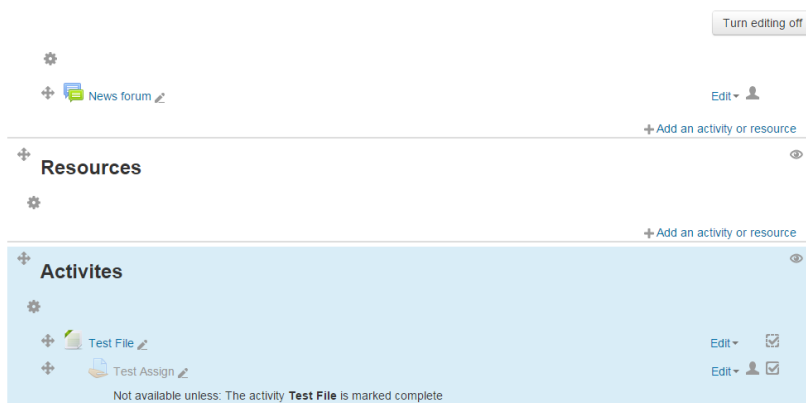 Turn editing off
News forum Edit
Add an activity or resource
Resources
Add an activity or resource
Activites
Test File Edit
Test Assign Edit
Not available unless: The activity Test File is marked complete